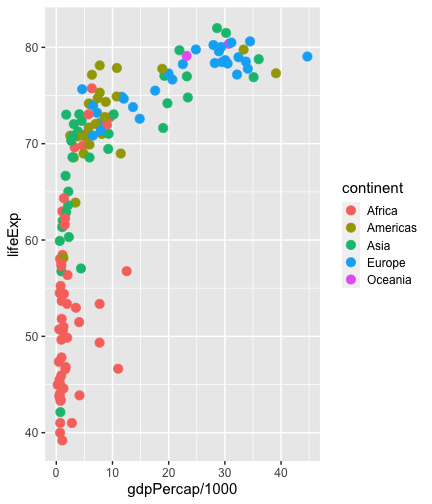 80
70
60
50
40
lifeExp
0
10
20
30
40
gdpPercap/1000
continent
Africa
Americas
Asia
Europe
Oceania